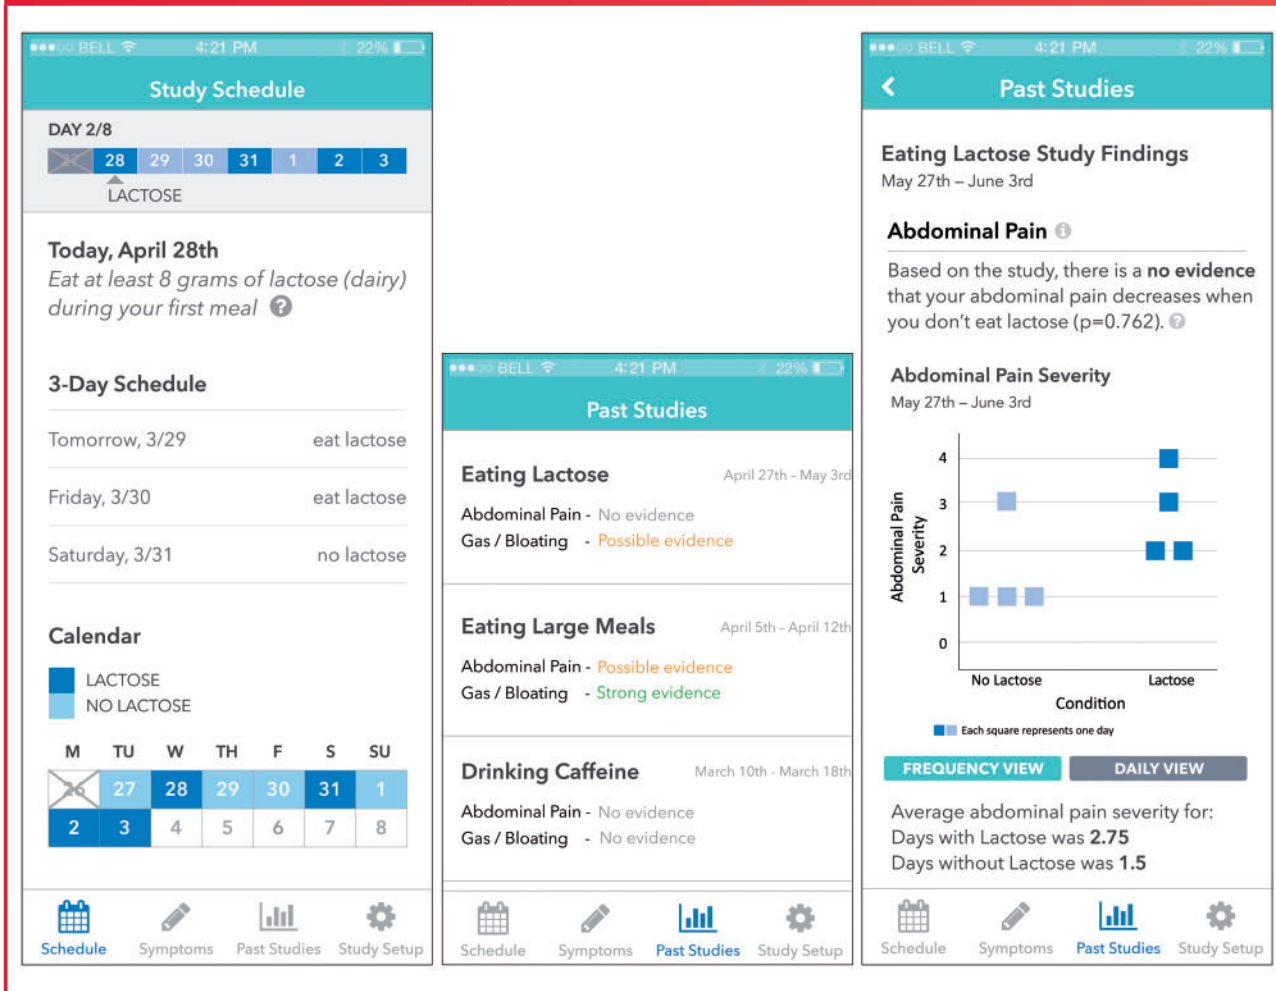 BELL 4:21 PM 22%
Study Schedule
DAY 2/8
27 28 29 30 31 1 2 3
LACTOSE
Today, April 28th
Eat at least 8 grams of lactose (dairy)
during your first meal ?
3-Day Schedule
Tomorrow, 3/29 eat lactose
Friday, 3/30 eat lactose
Saturday, 3/31 no lactose
Calendar
LACTOSE
NO LACTOSE
M TU W TH F S SU
26 27 28 29 30 31 1
2 3 4 5 6 7 8
Schedule Symptoms Past Studies Study Setup
BELL 4:21 PM 22%
Past Studies
Eating Lactose April 27th - May 3rd
Abdominal Pain - No evidence
Gas / Bloating - Possible evidence
Eating Large Meals April 5th - April 12th
Abdominal Pain - Possible evidence
Gas / Bloating - Strong evidence
Drinking Caffeine March 10th - March 18th
Abdominal Pain - No evidence
Gas / Bloating - No evidence
Schedule Symptoms Past Studies Study Setup
BELL 4:21 PM 22%
Past Studies
Eating Lactose Study Findings
May 27th – June 3rd
Abdominal Pain i
Based on the study, there is a no evidence
that your abdominal pain decreases when
you don't eat lactose (p=0.762). ?
Abdominal Pain Severity
May 27th – June 3rd
Abdominal Pain
Severity
4
3
2
1
0
No Lactose Lactose
Condition
Each square represents one day
FREQUENCY VIEW DAILY VIEW
Average abdominal pain severity for:
Days with Lactose was 2.75
Days without Lactose was 1.5
Schedule Symptoms Past Studies Study Setup